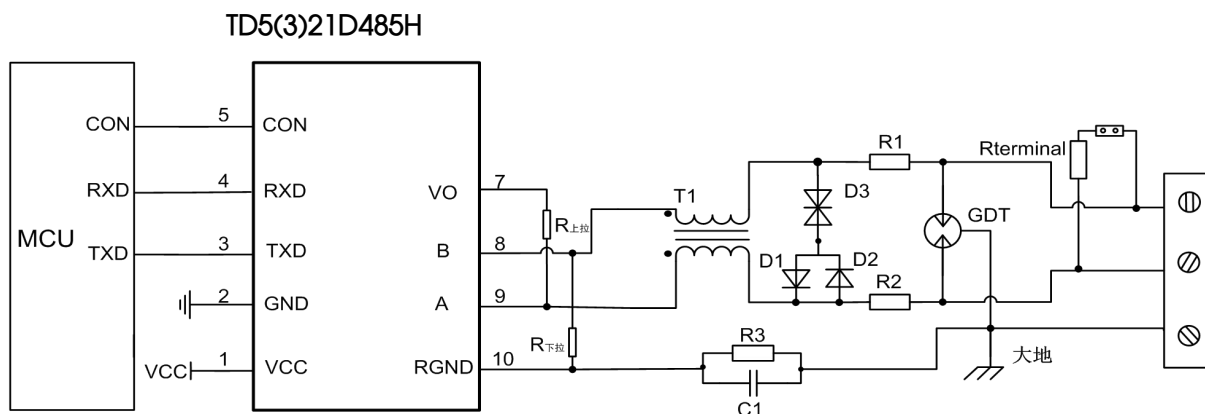 TD5(3)21D485H
MCU
CON
RXD
TXD
5
4
3
2
1
VCC
CON
RXD
TXD
GND
VCC
VO
B
A
RGND
7
8
9
10
R上拉
R下拉
T1
D3
D1
D2
R1
R2
GDT
Rterminal
R3
C1
大地